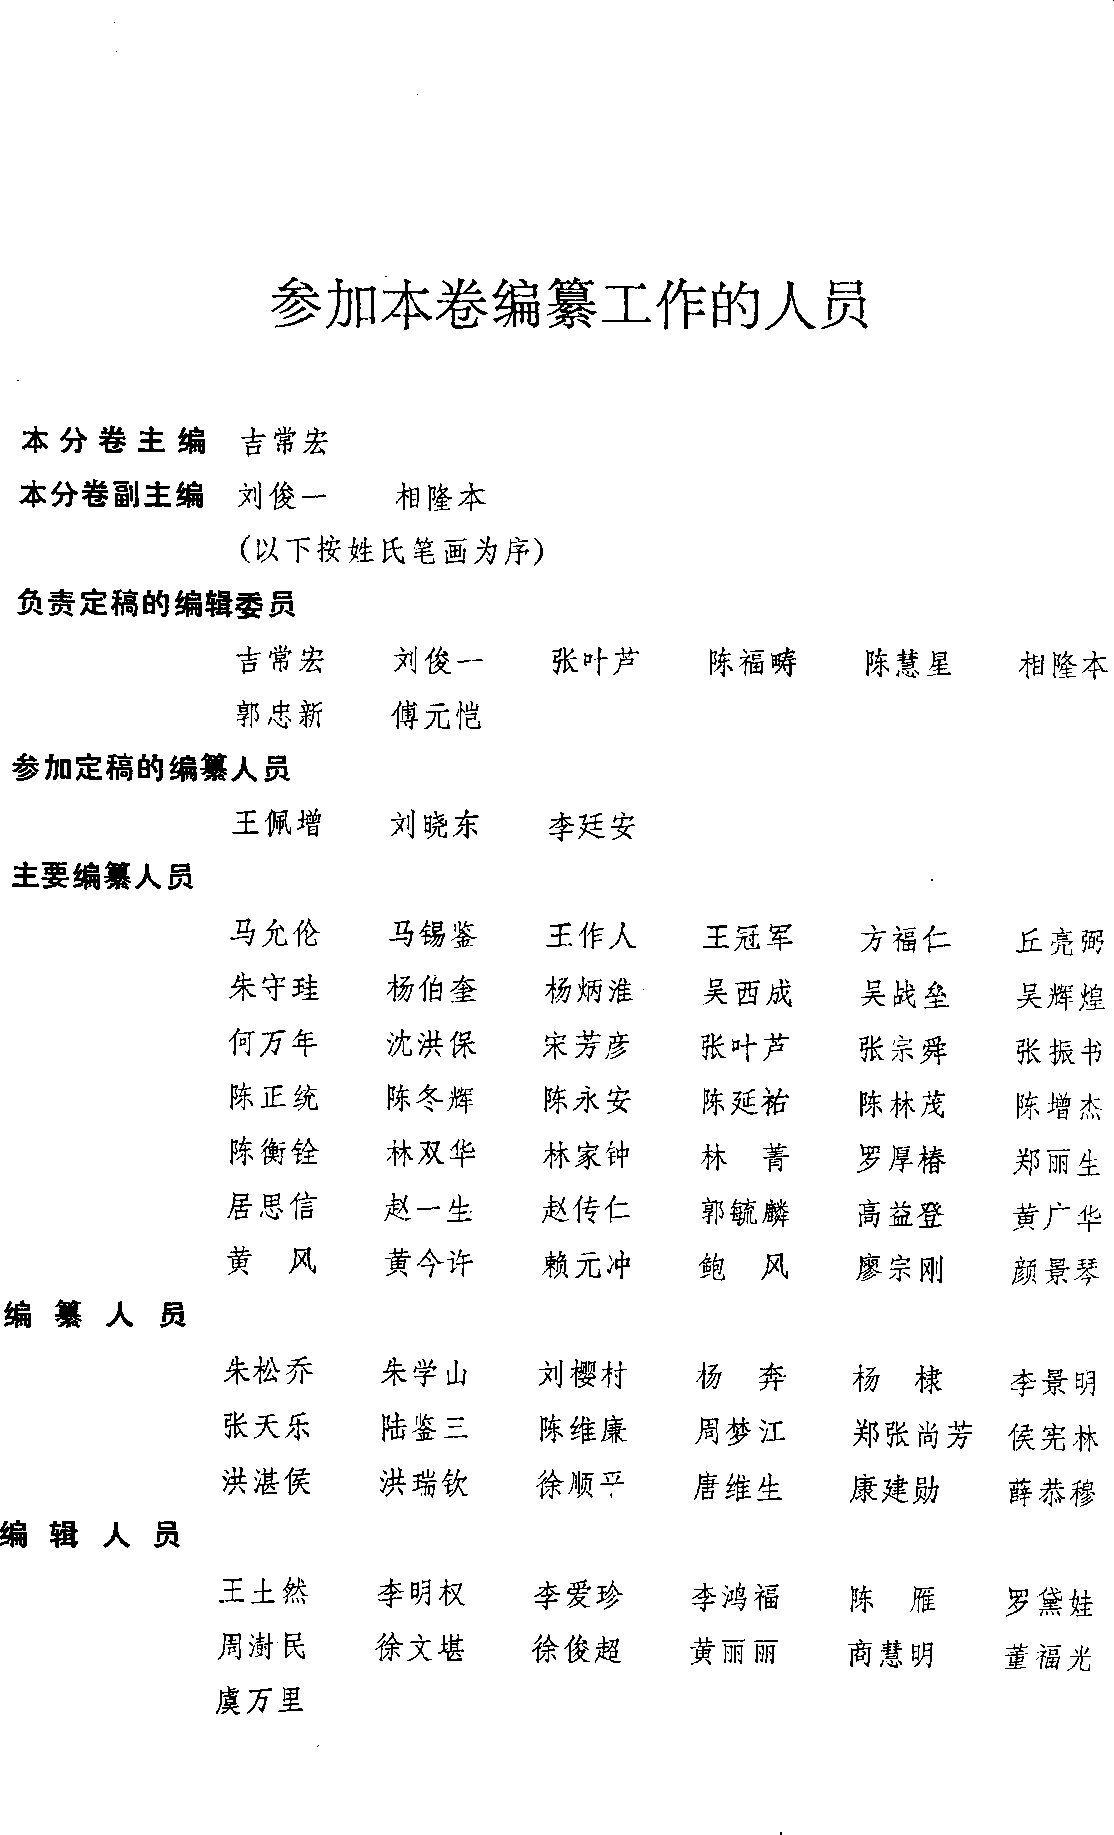 参加本卷编纂工作的人员
本分卷主编 吉常宏
本分卷副主编 刘俊一 相隆本
(以下按姓氏笔画为序)
负责定稿的编辑委员
吉常宏 刘俊一 张叶芦 陈福畴 陈慧星 相隆本
郭忠新 傅元恺
参加定稿的编纂人员
王佩增 刘晓东 李廷安
主要编纂人员
马允伦 马锡鉴 王作人 王冠军 方福仁 丘亮弼
朱守珪 杨伯奎 杨炳淮 吴西成 吴战垒 吴辉煌
何万年 沈洪保 宋芳彦 张叶芦 张宗舜 张振书
陈正统 陈冬辉 陈永安 陈延祐 陈林茂 陈增杰
陈衡铨 林双华 林家钟 林 菁 罗厚椿 郑丽生
居思信 赵一生 赵传仁 郭毓麟 高益登 黄广华
黄 风 黄今许 赖元冲 鲍 风 廖宗刚 颜景琴
编纂人员
朱松乔 朱学山 刘樱村 杨 奔 杨 棣 李景明
张天乐 陆鉴三 陈维廉 周梦江 郑张尚芳 侯宪林
洪湛侯 洪瑞钦 徐顺平 唐维生 康建勋 薛恭穆
编辑人员
王土然 李明权 李爱珍 李鸿福 陈 雁 罗黛娃
周澍民 徐文堪 徐俊超 黄丽丽 商慧明 董福光
虞万里